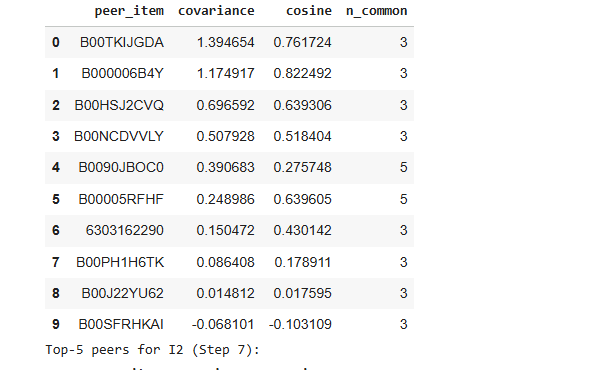 peer_item covariance cosine n_common
0 B00TKIJGDA 1.394654 0.761724 3
1 B000006B4Y 1.174917 0.822492 3
2 B00HSJ2CVQ 0.696592 0.639306 3
3 B00NCDVVLY 0.507928 0.518404 3
4 B0090JBOC0 0.390683 0.275748 5
5 B00005RFHF 0.248986 0.639605 5
6 6303162290 0.150472 0.430142 3
7 B00PH1H6TK 0.086408 0.178911 3
8 B00J22YU62 0.014812 0.017595 3
9 B00SFRHKAI -0.068101 -0.103109 3
Top-5 peers for I2 (Step 7):